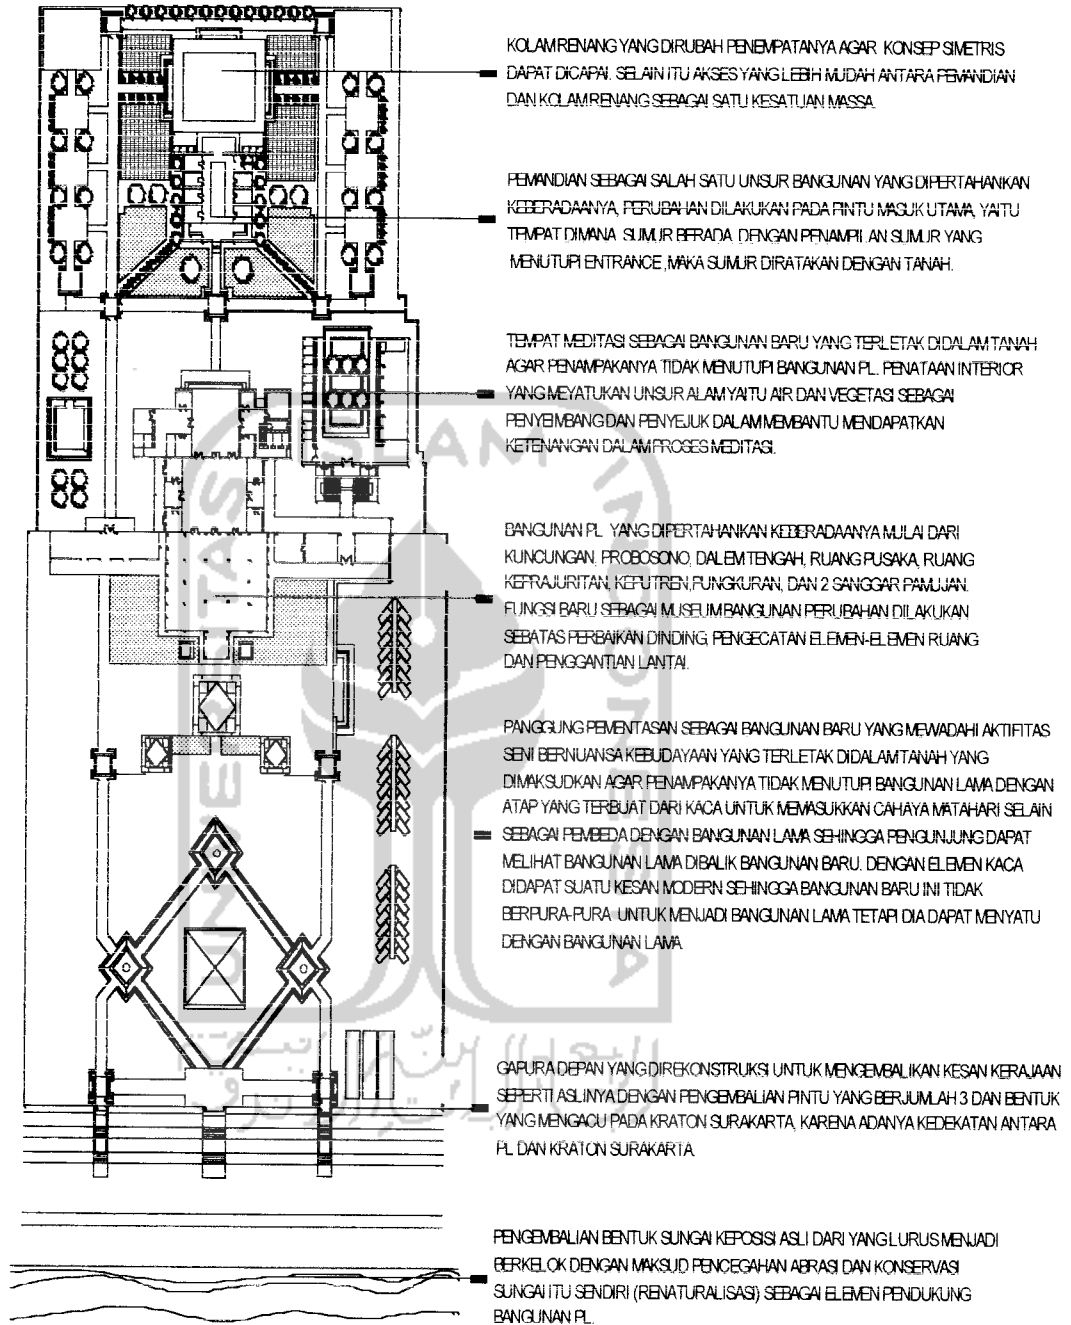 KOLAM RENANG YANG DIRUBAH PENEMPATANYA AGAR KONSEP SIMETRIS
DAPAT DICAPAI. SELAIN ITU AKSES YANG LEBIH MUDAH ANTARA PEMANDIAN
DAN KOLAM RENANG SEBAGAI SATU KESATUAN MASSA.
PEMANDIAN SEBAGAI SALAH SATU UNSUR BANGUNAN YANG DIPERTAHANKAN
KEBERADAANYA, PERUBAHAN DILAKUKAN PADA PINTU MASUK UTAMA, YAITU
TEMPAT DIMANA SUMUR BERADA. DENGAN PENAMPILAN SUMUR YANG
MENUTUPI ENTRANCE, MAKA SUMUR DIRATAKAN DENGAN TANAH.
TEMPAT MEDITASI SEBAGAI BANGUNAN BARU YANG TERLETAK DIDALAM TANAH
AGAR PENAMPAKANYA TIDAK MENUTUPI BANGUNAN PL. PENATAAN INTERIOR
YANG MEYATUKAN UNSUR ALAM YAITU AIR DAN VEGETASI SEBAGAI
PENYEIMBANG DAN PENYEJUK DALAM MEMBANTU MENDAPATKAN
KETENANGAN DALAM PROSES MEDITASI.
BANGUNAN PL YANG DIPERTAHANKAN KEBERADAANYA MULAI DARI
KUNCUNGAN, PROBOSONO, DALEM TENGAH, RUANG PUSAKA, RUANG
KEPRAJURITAN, KEPUTREN, PUNGKURAN, DAN 2 SANGGAR PAMUJAN.
FUNGSI BARU SEBAGAI MUSEUM BANGUNAN PERUBAHAN DILAKUKAN
SEBATAS PERBAIKAN DINDING, PENGECATAN ELEMEN-ELEMEN RUANG
DAN PENGGANTIAN LANTAI.
PANGGUNG PEMENTASAN SEBAGAI BANGUNAN BARU YANG MEWADAHI AKTIFITAS
SENI BERNUANSA KEBUDAYAAN YANG TERLETAK DIDALAM TANAH YANG
DIMAKSUDKAN AGAR PENAMPAKANYA TIDAK MENUTUPI BANGUNAN LAMA DENGAN
ATAP YANG TERBUAT DARI KACA UNTUK MEMASUKKAN CAHAYA MATAHARI SELAIN
SEBAGAI PEMBEDA DENGAN BANGUNAN LAMA SEHINGGA PENGUNJUNG DAPAT
MELIHAT BANGUNAN LAMA DIBALIK BANGUNAN BARU. DENGAN ELEMEN KACA
DIDAPAT SUATU KESAN MODERN SEHINGGA BANGUNAN BARU INI TIDAK
BERPURA-PURA UNTUK MENJADI BANGUNAN LAMA TETAPI DIA DAPAT MENYATU
DENGAN BANGUNAN LAMA
GAPURA DEPAN YANG DIREKONSTRUKSI UNTUK MENGEMBALIKAN KESAN KERAJAAN
SEPERTI ASLINYA DENGAN PENGEMBALIAN PINTU YANG BERJUMLAH 3 DAN BENTUK
YANG MENGACU PADA KRATON SURAKARTA, KARENA ADANYA KEDEKATAN ANTARA
PL DAN KRATON SURAKARTA
PENGEMBALIAN BENTUK SUNGAI KEPOSISI ASLI DARI YANG LURUS MENJADI
BERKELOK DENGAN MAKSUD PENCEGAHAN ABRASI DAN KONSERVASI
SUNGAI ITU SENDIRI (RENATURALISASI) SEBAGAI ELEMEN PENDUKUNG
BANGUNAN PL.
UNIVERSITAS
ISLAM
INDONESIA